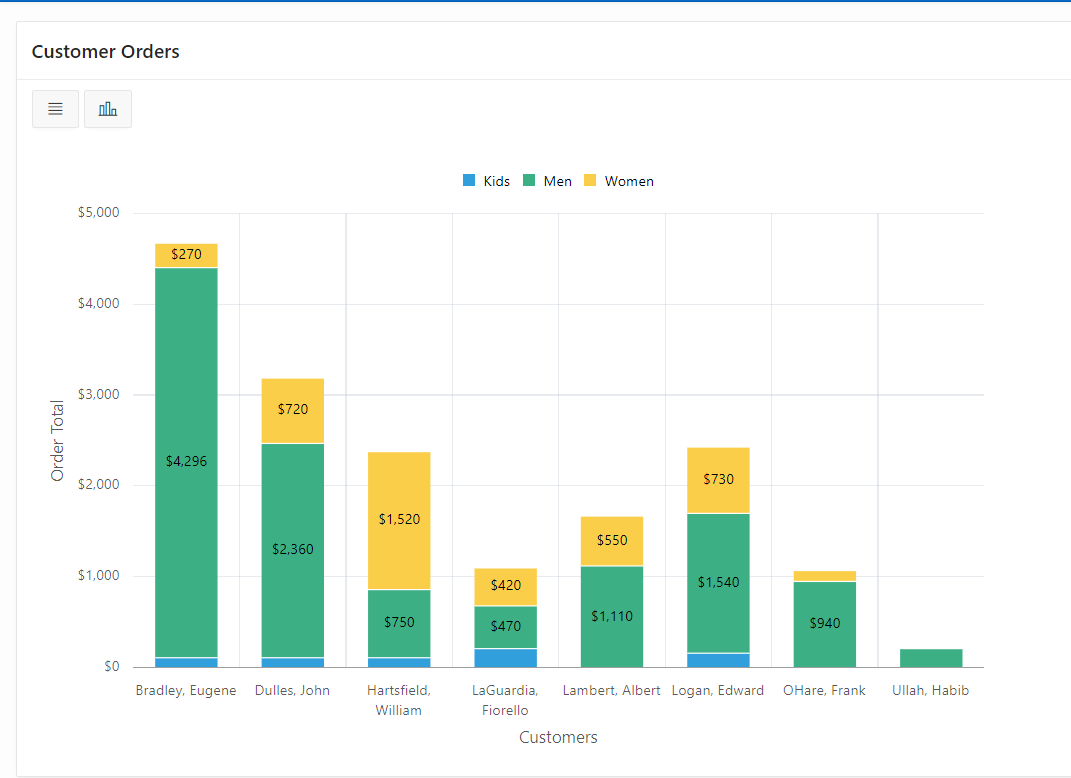 Customer Orders
Kids Men Women
$5,000
$4,000
$3,000
$2,000
$1,000
$0
Order Total
$270
$4,296
$720
$2,360
$1,520
$750
$420
$470
$550
$1,110
$730
$1,540
$940
Bradley, Eugene
Dulles, John
Hartsfield,
William
LaGuardia,
Fiorello
Lambert, Albert
Logan, Edward
OHare, Frank
Ullah, Habib
Customers